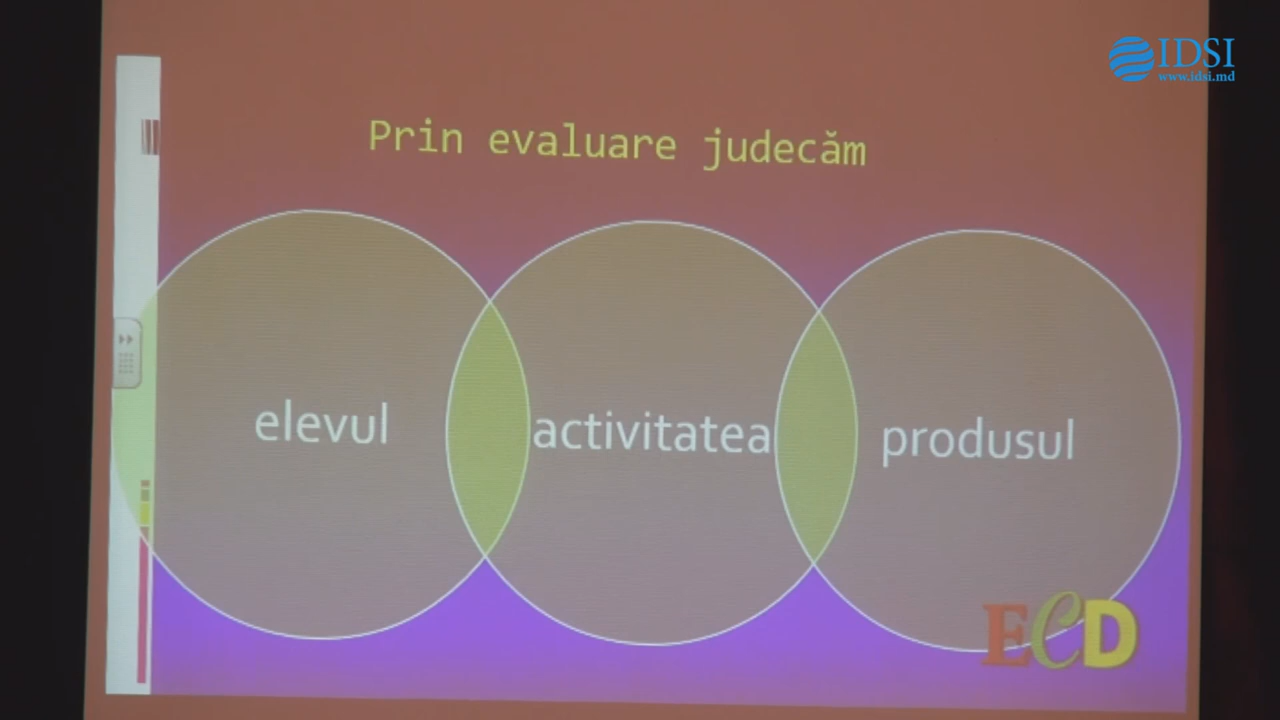 IDSI
www.idsi.md
Prin evaluare judecăm
elevul
activitatea
produsul
ECD